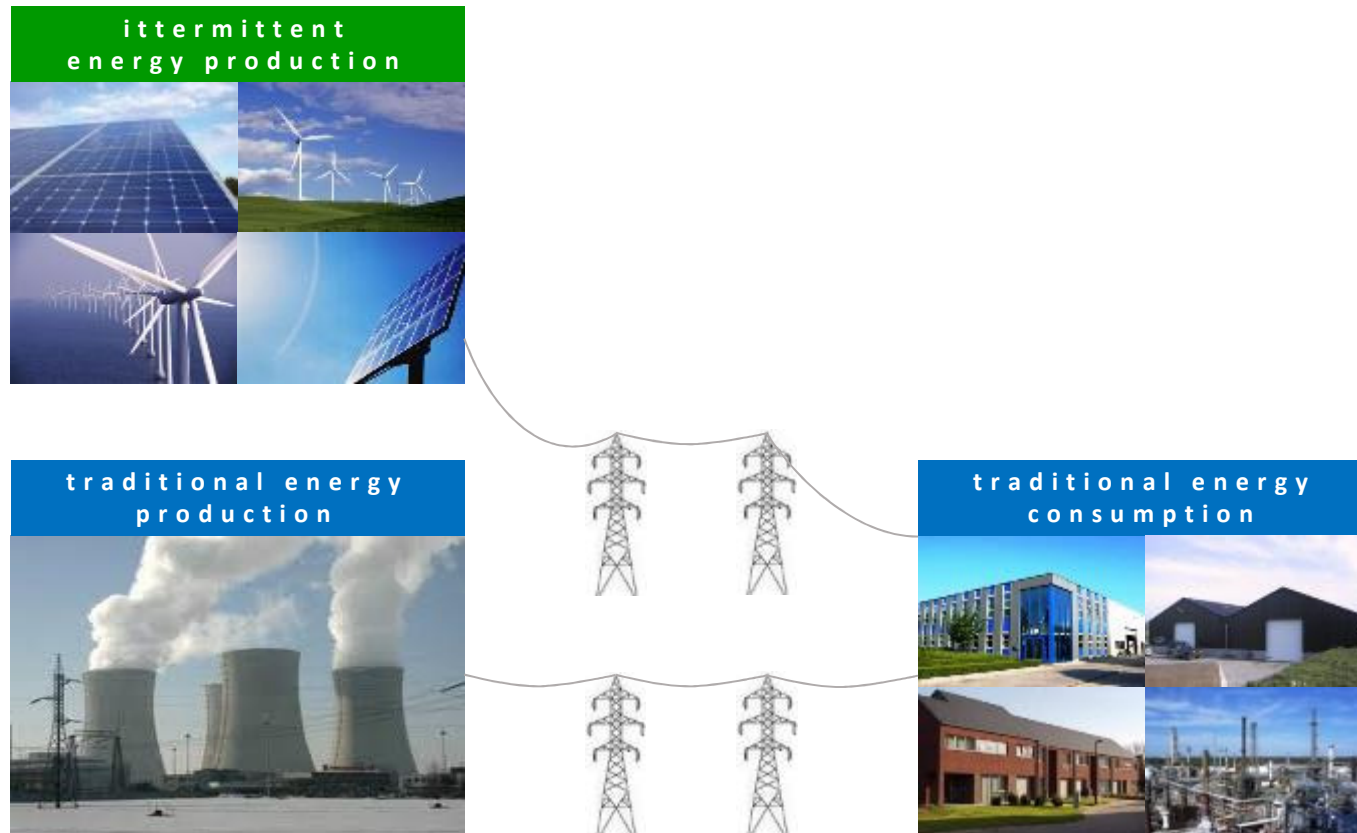 ittermittent
energy production
traditional energy
production
traditional energy
consumption